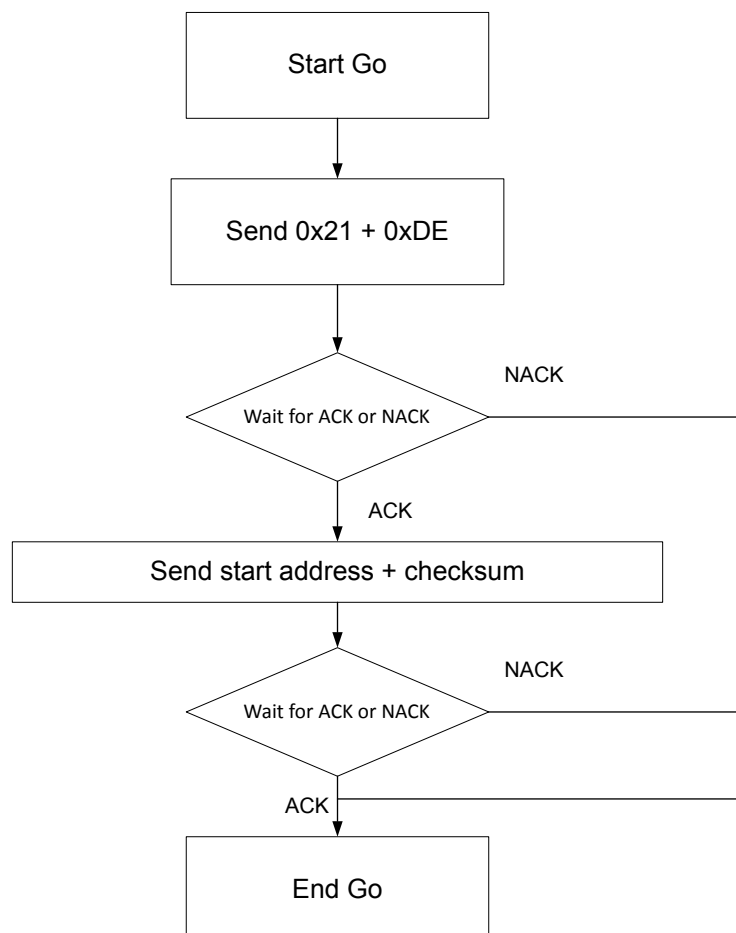 Start Go
Send 0x21 + 0xDE
NACK
Wait for ACK or NACK
ACK
Send start address + checksum
NACK
Wait for ACK or NACK
ACK
End Go